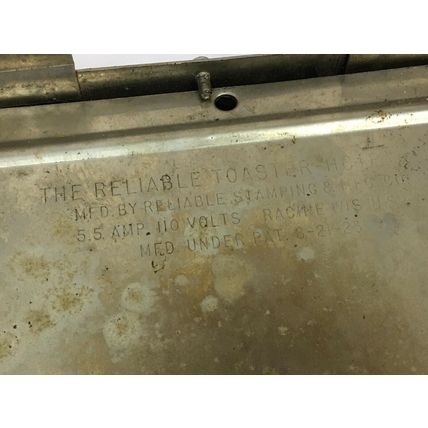 THE RELIABLE TOASTER
MFD. BY RELIABLE STAMPING &
5.5 AMP. 110 VOLTS RACINE WIS.
MFD. UNDER PAT.